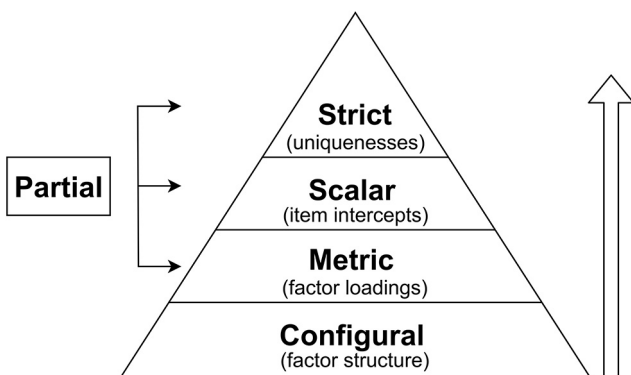 Strict
(uniquenesses)
Partial
Scalar
(item intercepts)
Metric
(factor loadings)
Configural
(factor structure)